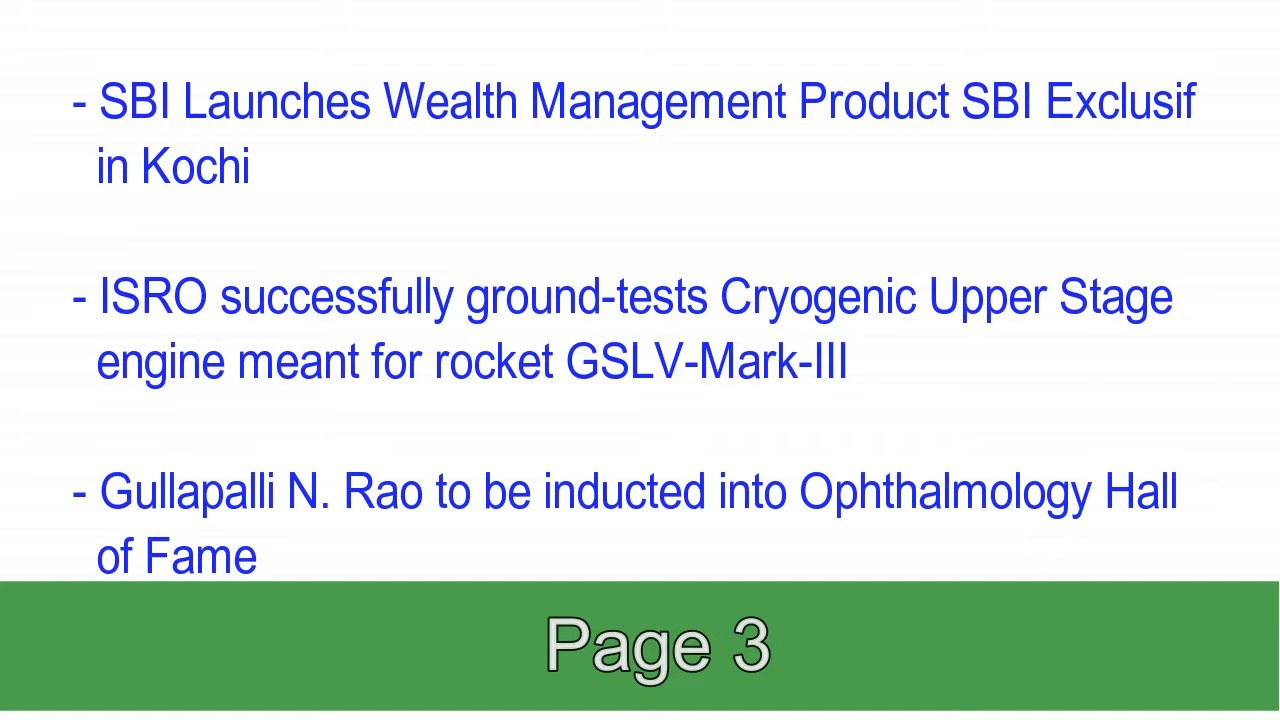 - SBI Launches Wealth Management Product SBI Exclusif
in Kochi
- ISRO successfully ground-tests Cryogenic Upper Stage
engine meant for rocket GSLV-Mark-III
- Gullapalli N. Rao to be inducted into Ophthalmology Hall
of Fame
Page 3